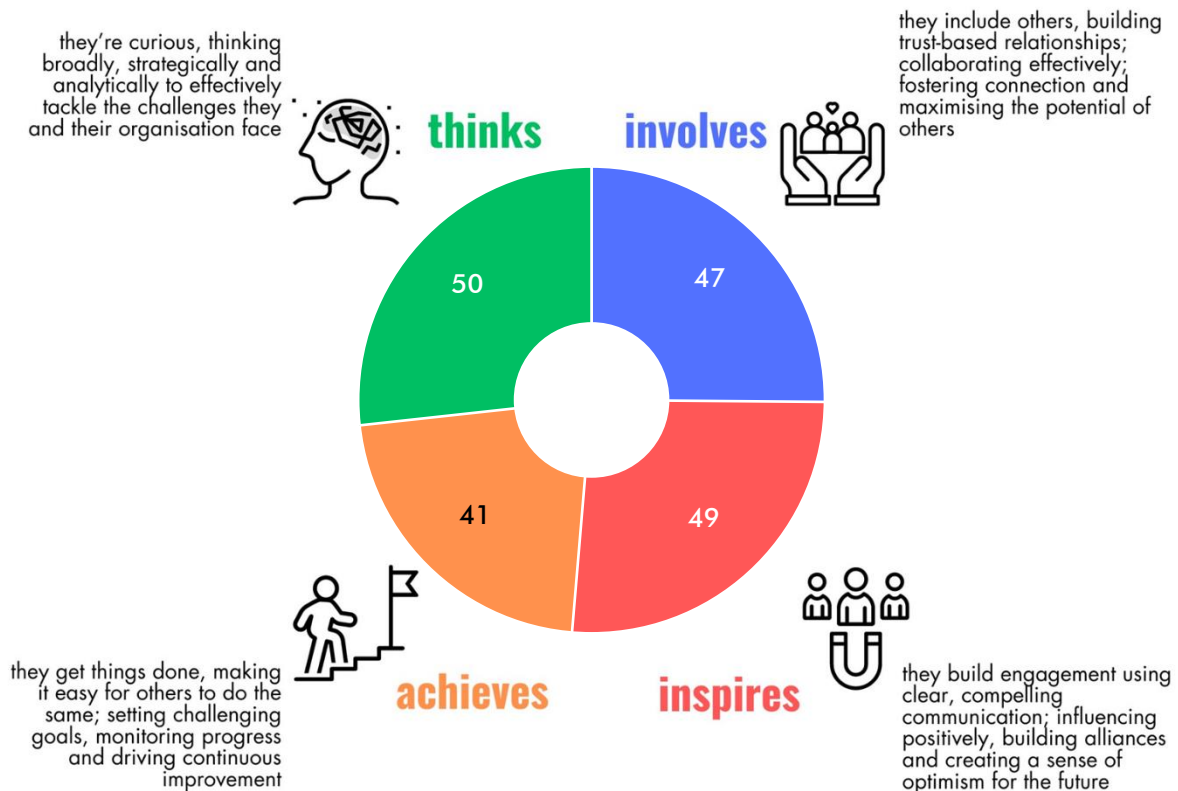 they’re curious, thinking
broadly, strategically and
analytically to effectively
tackle the challenges they
and their organisation face
thinks
involves
they include others, building
trust-based relationships;
collaborating effectively;
fostering connection and
maximising the potential of
others
50
47
41
49
they get things done, making
it easy for others to do the
same; setting challenging
goals, monitoring progress
and driving continuous
improvement
achieves
inspires
they build engagement using
clear, compelling
communication; influencing
positively, building alliances
and creating a sense of
optimism for the future